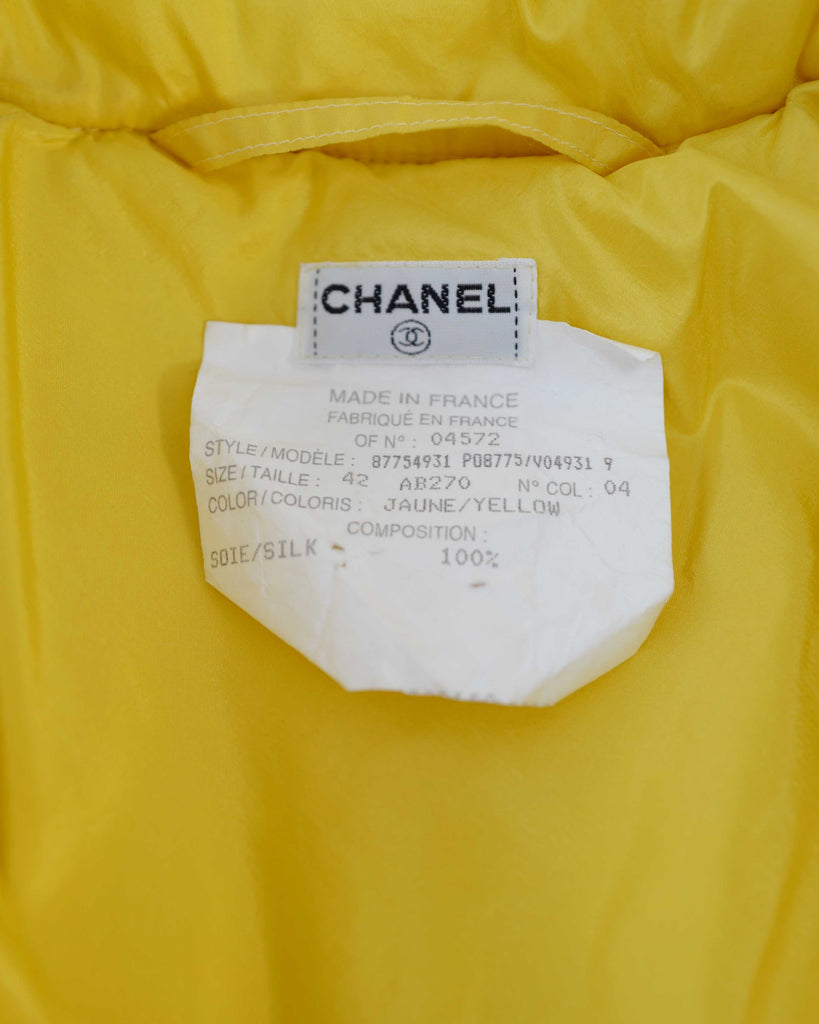 CHANEL
MADE IN FRANCE
FABRIQUÉ EN FRANCE
OF N° : 04572
STYLE / MODÈLE : 87754931 P08775/V04931 9
SIZE / TAILLE : 42 AB270 N° COL : 04
COLOR / COLORIS : JAUNE/YELLOW
COMPOSITION :
SOIE/SILK 100%